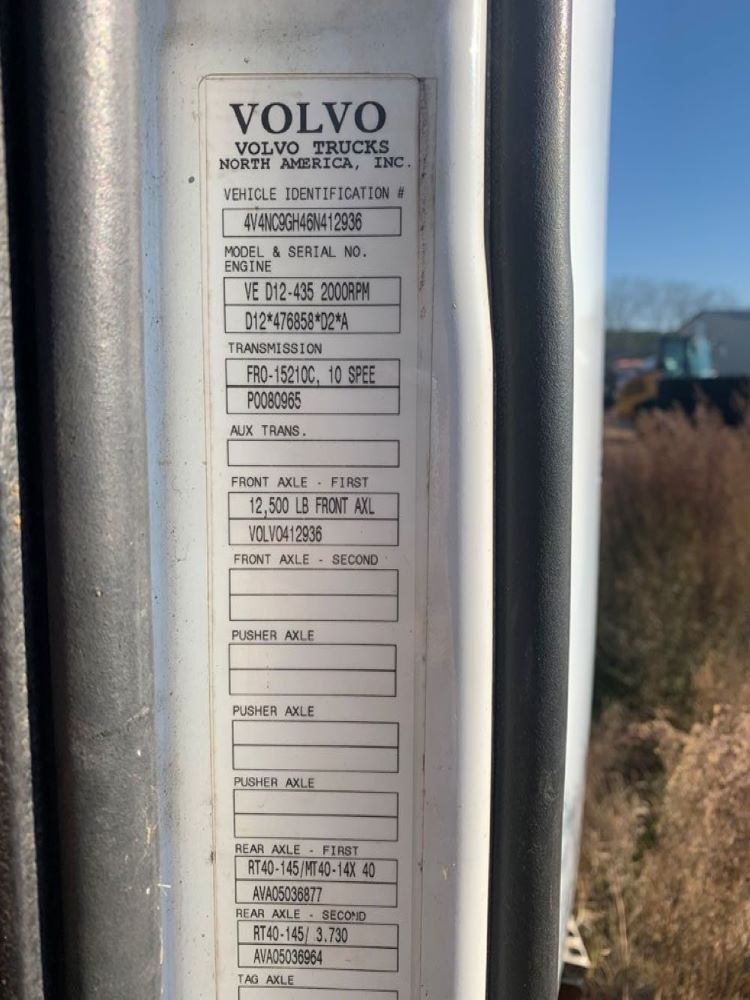 VOLVO
VOLVO TRUCKS
NORTH AMERICA, INC.
VEHICLE IDENTIFICATION #
4V4NC9GH46N412936
MODEL & SERIAL NO.
ENGINE
VE D12-435 2000RPM
D12*476858*D2*A
TRANSMISSION
FRO-15210C, 10 SPEE
P0080965
AUX TRANS.
FRONT AXLE - FIRST
12,500 LB FRONT AXL
VOLVO412936
FRONT AXLE - SECOND
PUSHER AXLE
PUSHER AXLE
PUSHER AXLE
REAR AXLE - FIRST
RT40-145/MT40-14X 40
AVA05036877
REAR AXLE - SECOND
RT40-145/ 3.730
AVA05036964
TAG AXLE